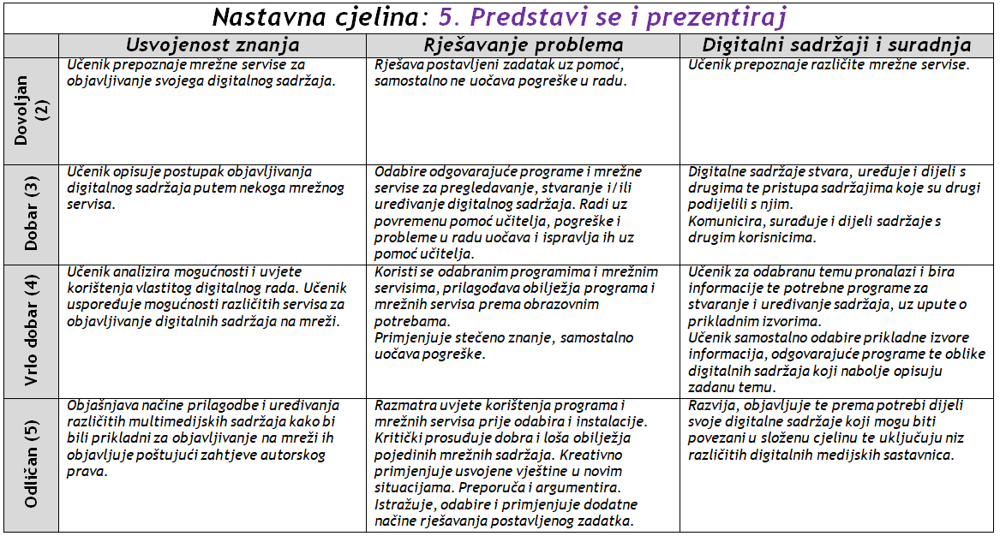 Nastavna cjelina: 5. Predstavi se i prezentiraj
Usvojenost znanja
Rješavanje problema
Digitalni sadržaji i suradnja
Dovoljan
(2)
Učenik prepoznaje mrežne servise za
objavljivanje svojega digitalnog sadržaja.
Rješava postavljeni zadatak uz pomoć,
samostalno ne uočava pogreške u radu.
Učenik prepoznaje različite mrežne servise.
Dobar (3)
Učenik opisuje postupak objavljivanja
digitalnog sadržaja putem nekoga mrežnog
servisa.
Odabire odgovarajuće programe i mrežne
servise za pregledavanje, stvaranje i/ili
uređivanje digitalnog sadržaja. Radi uz
povremenu pomoć učitelja, pogreške i
probleme u radu uočava i ispravlja ih uz
pomoć učitelja.
Digitalne sadržaje stvara, uređuje i dijeli s
drugima te pristupa sadržajima koje su drugi
podijelili s njim.
Komunicira, surađuje i dijeli sadržaje s
drugim korisnicima.
Vrlo dobar (4)
Učenik analizira mogućnosti i uvjete
korištenja vlastitog digitalnog rada. Učenik
uspoređuje mogućnosti različitih servisa za
objavljivanje digitalnih sadržaja na mreži.
Koristi se odabranim programima i mrežnim
servisima, prilagođava obilježja programa i
mrežnih servisa prema obrazovnim
potrebama.
Primjenjuje stečeno znanje, samostalno
uočava pogreške.
Učenik za odabranu temu pronalazi i bira
informacije te potrebne programe za
stvaranje i uređivanje sadržaja, uz upute o
prikladnim izvorima.
Učenik samostalno odabire prikladne izvore
informacija, odgovarajuće programe te oblike
digitalnih sadržaja koji nabolje opisuju
zadanu temu.
Odličan (5)
Objašnjava načine prilagodbe i uređivanja
različitih multimedijskih sadržaja kako bi
bili prikladni za objavljivanje na mreži ih
objavljuje poštujući zahtjeve autorskog
prava.
Razmatra uvjete korištenja programa i
mrežnih servisa prije odabira i instalacije.
Kritički prosuđuje dobra i loša obilježja
pojedinih mrežnih sadržaja. Kreativno
primjenjuje usvojene vještine u novim
situacijama. Preporuča i argumentira.
Istražuje, odabire i primjenjuje dodatne
načine rješavanja postavljenog zadatka.
Razvija, objavljuje te prema potrebi dijeli
svoje digitalne sadržaje koji mogu biti
povezani u složenu cjelinu te uključuju niz
različitih digitalnih medijskih sastavnica.